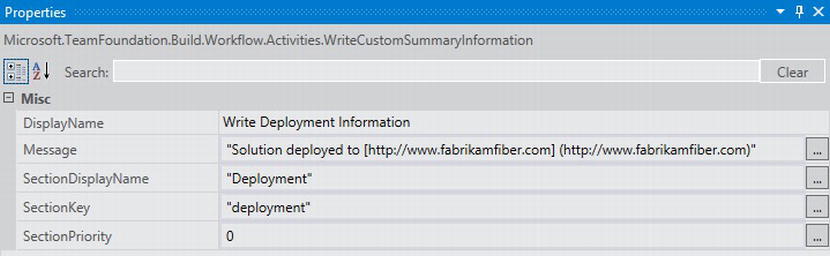 Properties
Microsoft.TeamFoundation.Build.Workflow.Activities.WriteCustomSummaryInformation
Search: Clear
Misc
DisplayName Write Deployment Information
Message "Solution deployed to [http://www.fabrikamfiber.com] (http://www.fabrikamfiber.com)" ...
SectionDisplayName "Deployment" ...
SectionKey "deployment" ...
SectionPriority 0 ...